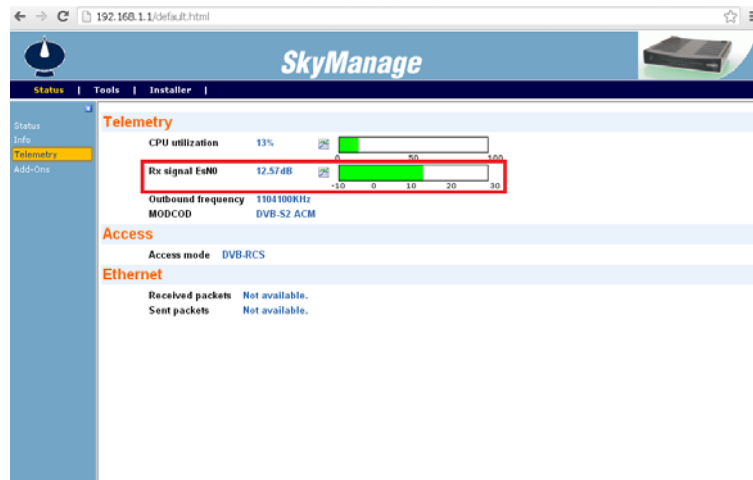 192.168.1.1/default.html
SkyManage
Status | Tools | Installer |
Status
Info
Telemetry
Add-Ons
Telemetry
CPU utilization 13%
0 50 100
Rx signal EsN0 12.57dB
-10 0 10 20 30
Outbound frequency 1104100KHz
MODCOD DVB-S2 ACM
Access
Access mode DVB-RCS
Ethernet
Received packets Not available.
Sent packets Not available.